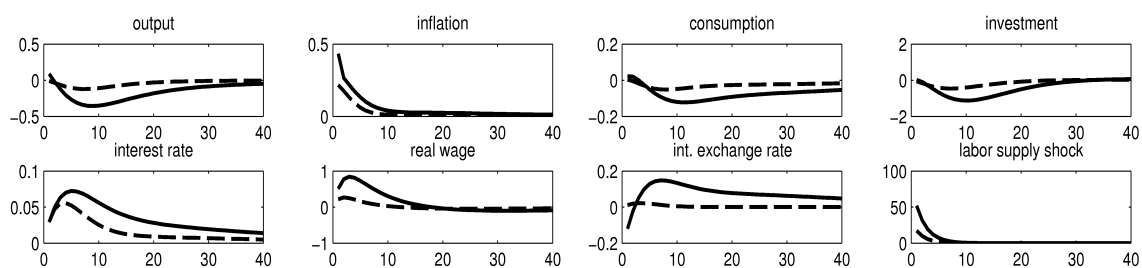 output
inflation
consumption
investment
0.5
0
−0.5
0 10 20 30 40
0.5
0
0 10 20 30 40
0.2
0
−0.2
0 10 20 30 40
2
0
−2
0 10 20 30 40
interest rate
real wage
int. exchange rate
labor supply shock
0.1
0.05
0
0 10 20 30 40
1
0
−1
0 10 20 30 40
0.2
0
−0.2
0 10 20 30 40
100
50
0
0 10 20 30 40